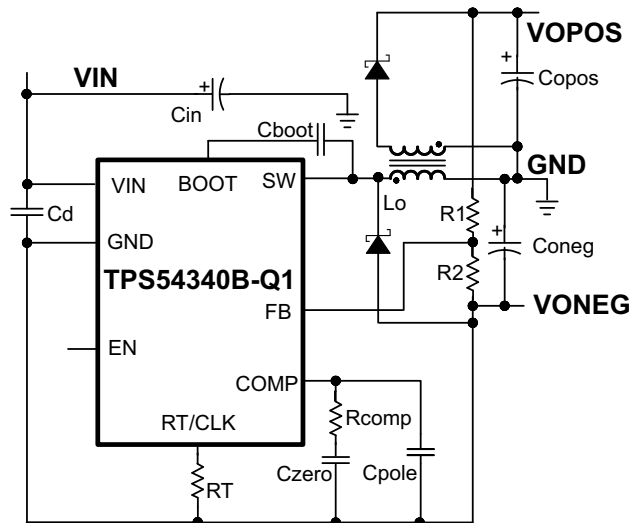 VOPOS
VIN
+
Cin
+
Copos
Cboot
GND
VIN
BOOT
SW
Lo
R1
Cd
GND
+
Coneg
TPS54340B-Q1
R2
FB
VONEG
EN
COMP
RT/CLK
Rcomp
Czero
Cpole
RT